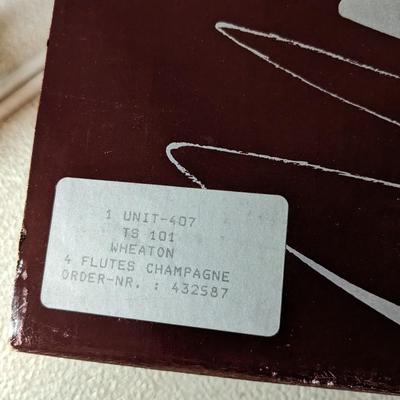 1 UNIT-407
TS 101
WHEATON
4 FLUTES CHAMPAGNE
ORDER-NR. : 432587